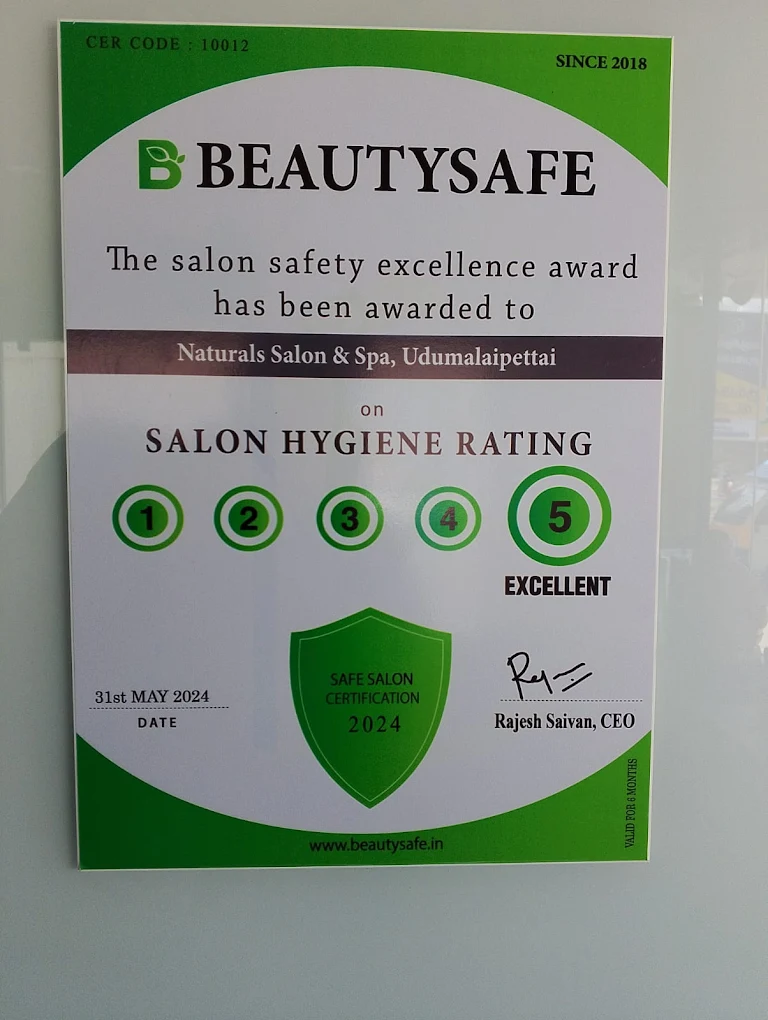 CER CODE : 10012
SINCE 2018
BEAUTYSAFE
The salon safety excellence award
has been awarded to
Naturals Salon & Spa, Udumalaipettai
on
SALON HYGIENE RATING
1 2 3 4 5
EXCELLENT
SAFE SALON
CERTIFICATION
2024
31st MAY 2024
DATE
Rajesh Saivan, CEO
VALID FOR 6 MONTHS
www.beautysafe.in